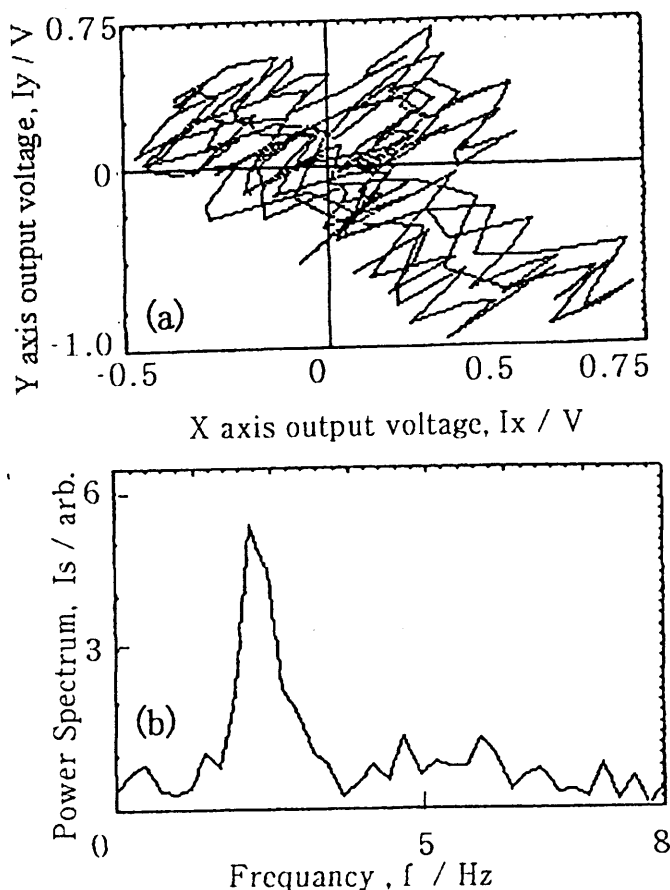 0.75
Y axis output voltage, Iy / V
0
(a)
-1.0
-0.5 0 0.5 0.75
X axis output voltage, Ix / V
6
Power Spectrum, Is / arb.
3
(b)
0 5 8
Frequancy , f / Hz